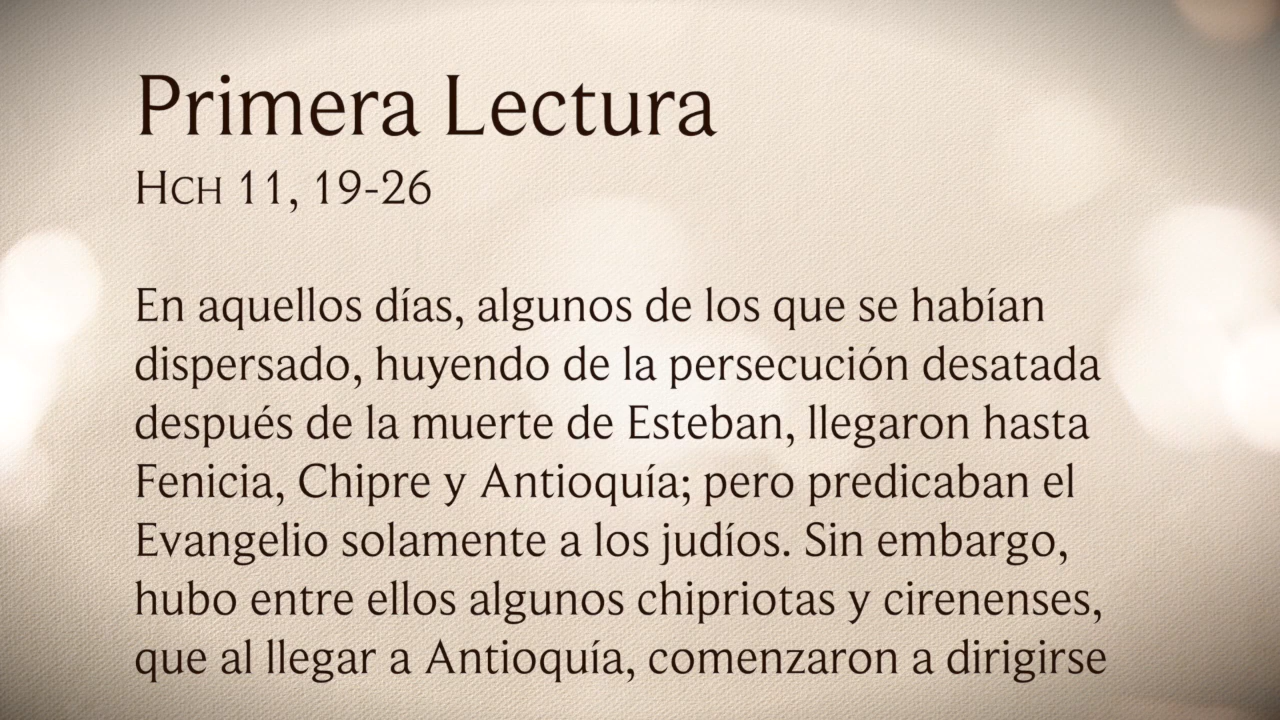 Primera Lectura
Hch 11, 19-26
En aquellos días, algunos de los que se habían
dispersado, huyendo de la persecución desatada
después de la muerte de Esteban, llegaron hasta
Fenicia, Chipre y Antioquía; pero predicaban el
Evangelio solamente a los judíos. Sin embargo,
hubo entre ellos algunos chipriotas y cirenenses,
que al llegar a Antioquía, comenzaron a dirigirse